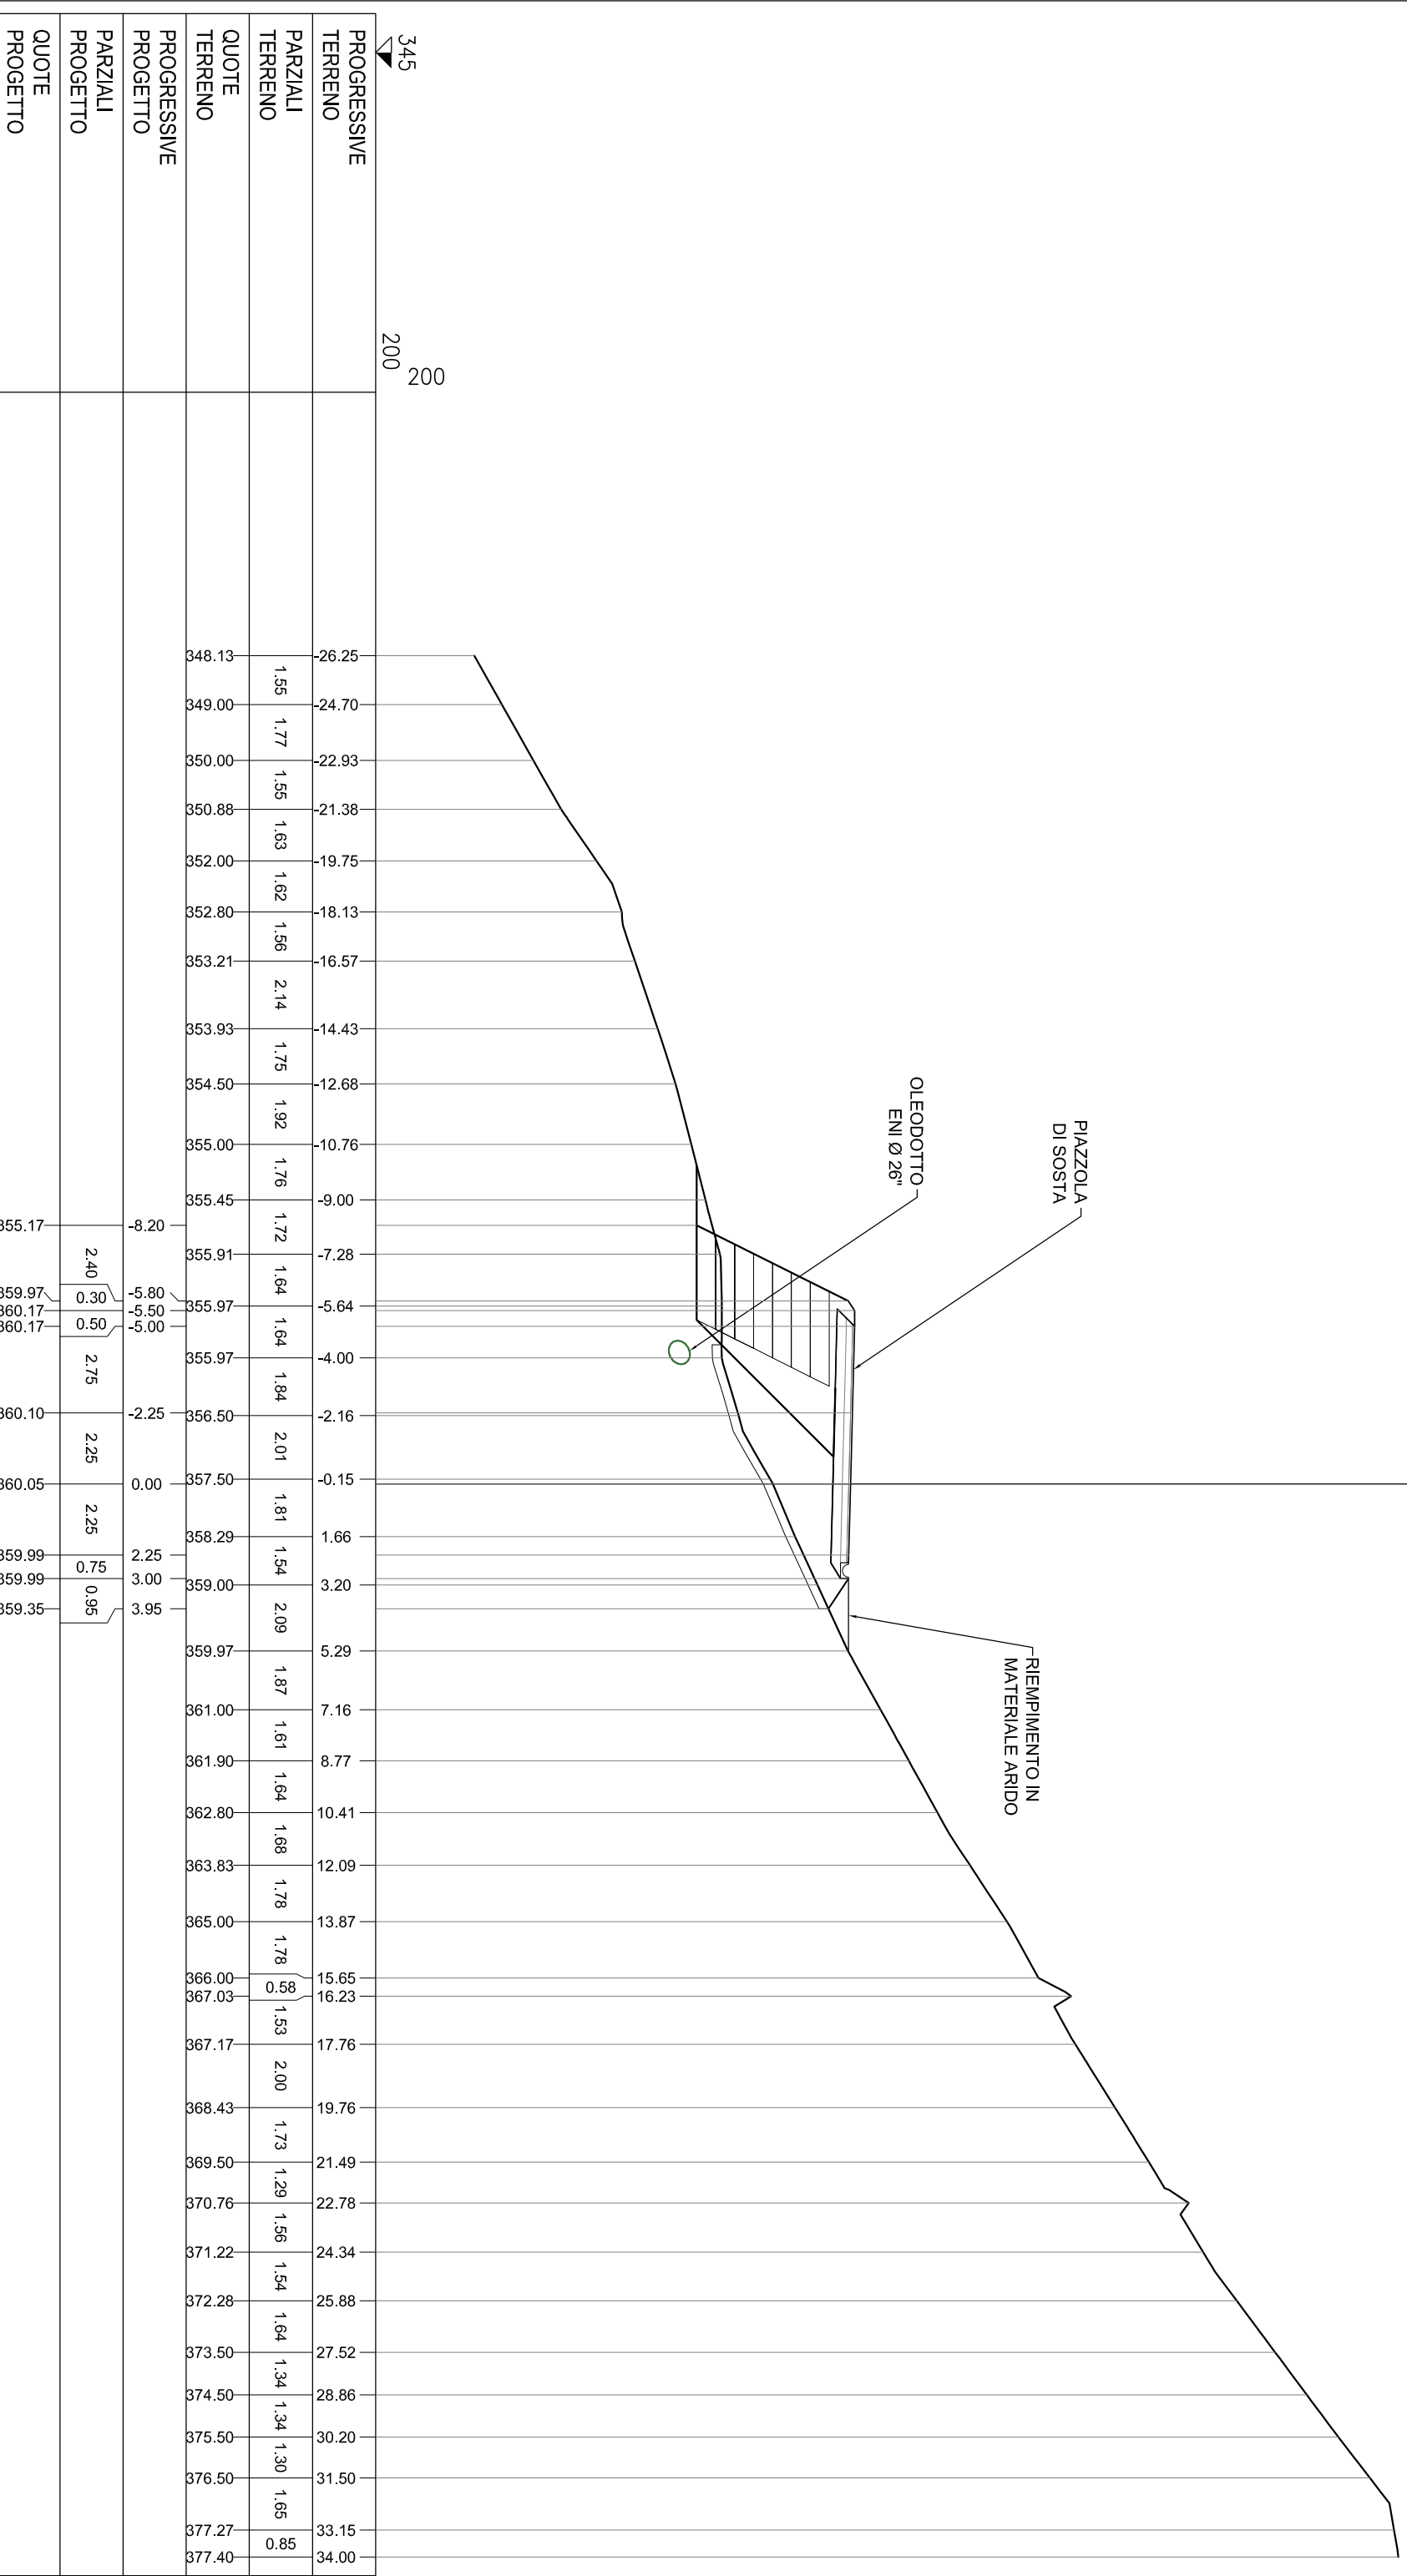 PIAZZOLA
DI SOSTA
RIEMPIMENTO IN
MATERIALE ARIDO
OLEODOTTO
ENI Ø 26"
345
200
200
PROGRESSIVE
TERRENO
-26.25 -24.70 -22.93 -21.38 -19.75 -18.13 -16.57 -14.43 -12.68 -10.76 -9.00 -7.28 -5.64 -4.00 -2.16 -0.15 1.66 3.20 5.29 7.16 8.77 10.41 12.09 13.87 15.65 16.23 17.76 19.76 21.49 22.78 24.34 25.88 27.52 28.86 30.20 31.50 33.15 34.00
PARZIALI
TERRENO
1.55 1.77 1.55 1.63 1.62 1.56 2.14 1.75 1.92 1.76 1.72 1.64 1.64 1.84 2.01 1.81 1.54 2.09 1.87 1.61 1.64 1.68 1.78 1.78 0.58 1.53 2.00 1.73 1.29 1.56 1.54 1.64 1.34 1.34 1.30 1.65 0.85
QUOTE
TERRENO
348.13 349.00 350.00 350.88 352.00 352.80 353.21 353.93 354.50 355.00 355.45 355.91 355.97 355.97 356.50 357.50 358.29 359.00 359.97 361.00 361.90 362.80 363.83 365.00 366.00 367.03 367.17 368.43 369.50 370.76 371.22 372.28 373.50 374.50 375.50 376.50 377.27 377.40
PROGRESSIVE
PROGETTO
-8.20 -5.80 -5.50 -5.00 -2.25 0.00 2.25 3.00 3.95
PARZIALI
PROGETTO
2.40 0.30 0.50 2.75 2.25 2.25 0.75 0.95
QUOTE
PROGETTO
355.17 359.97 360.17 360.17 360.10 360.05 359.99 359.99 359.35